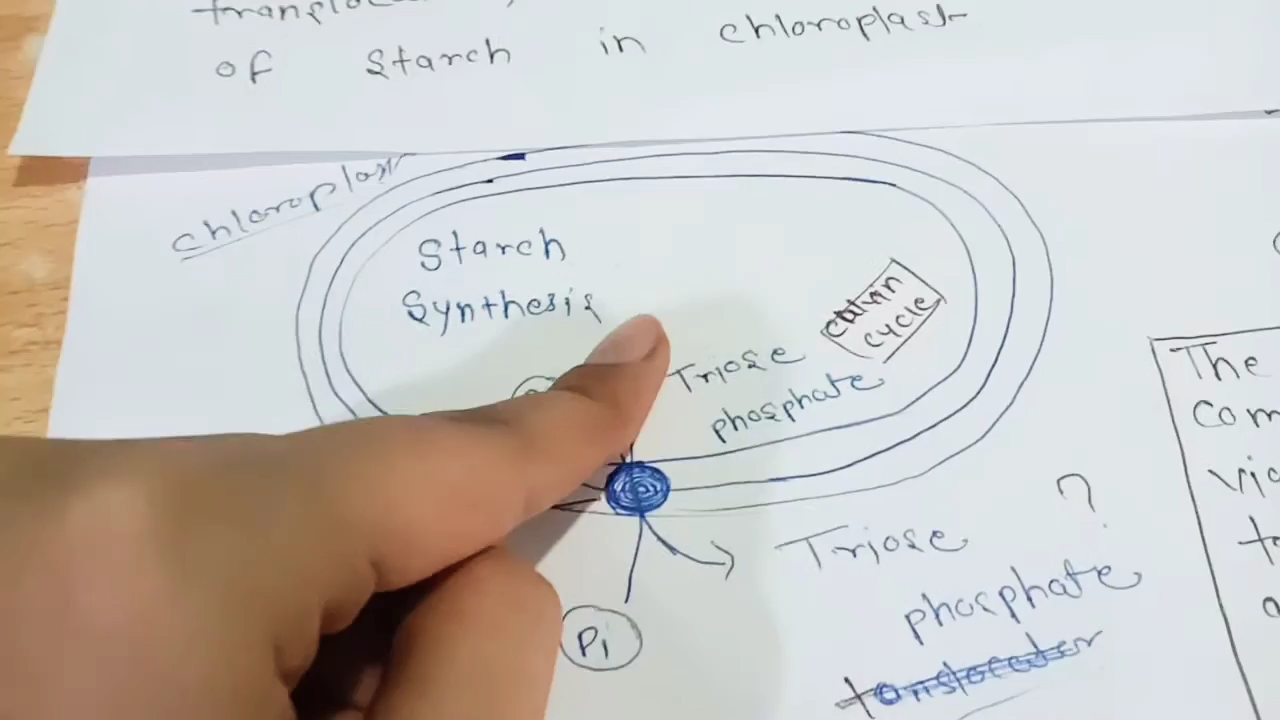 of starch in chloroplast
chloroplast
Starch
Synthesis
calvin
cycle
Triose
phosphate
Triose ?
phosphate
Pi
The